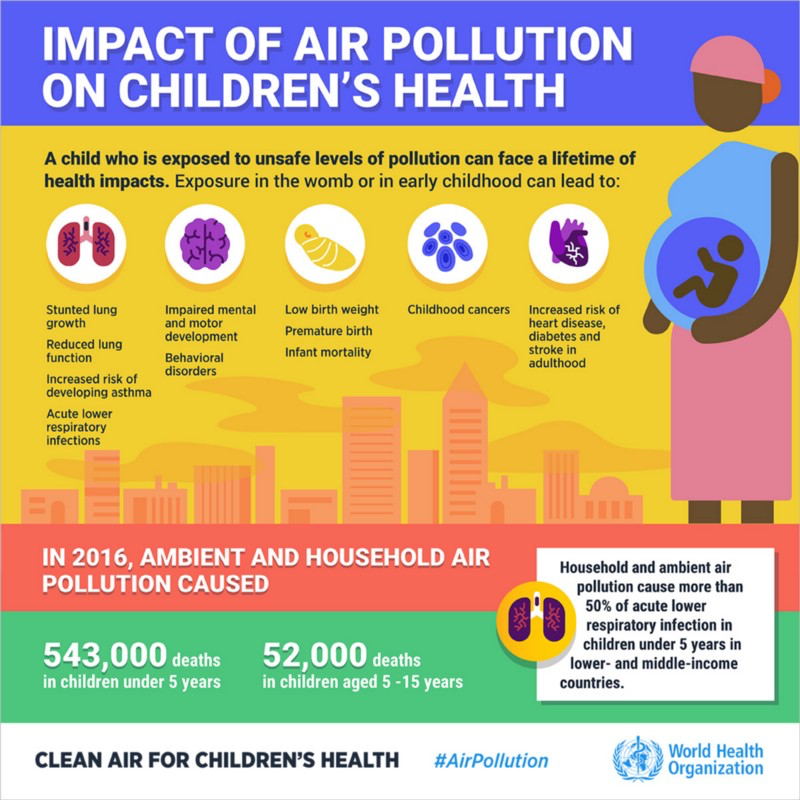 IMPACT OF AIR POLLUTION
ON CHILDREN'S HEALTH
A child who is exposed to unsafe levels of pollution can face a lifetime of
health impacts. Exposure in the womb or in early childhood can lead to:
Stunted lung
growth
Reduced lung
function
Increased risk of
developing asthma
Acute lower
respiratory
infections
Impaired mental
and motor
development
Behavioral
disorders
Low birth weight
Premature birth
Infant mortality
Childhood cancers
Increased risk of
heart disease,
diabetes and
stroke in
adulthood
IN 2016, AMBIENT AND HOUSEHOLD AIR
POLLUTION CAUSED
543,000 deaths
in children under 5 years
52,000 deaths
in children aged 5 -15 years
Household and ambient air
pollution cause more than
50% of acute lower
respiratory infection in
children under 5 years in
lower- and middle-income
countries.
CLEAN AIR FOR CHILDREN'S HEALTH
#AirPollution
World Health
Organization